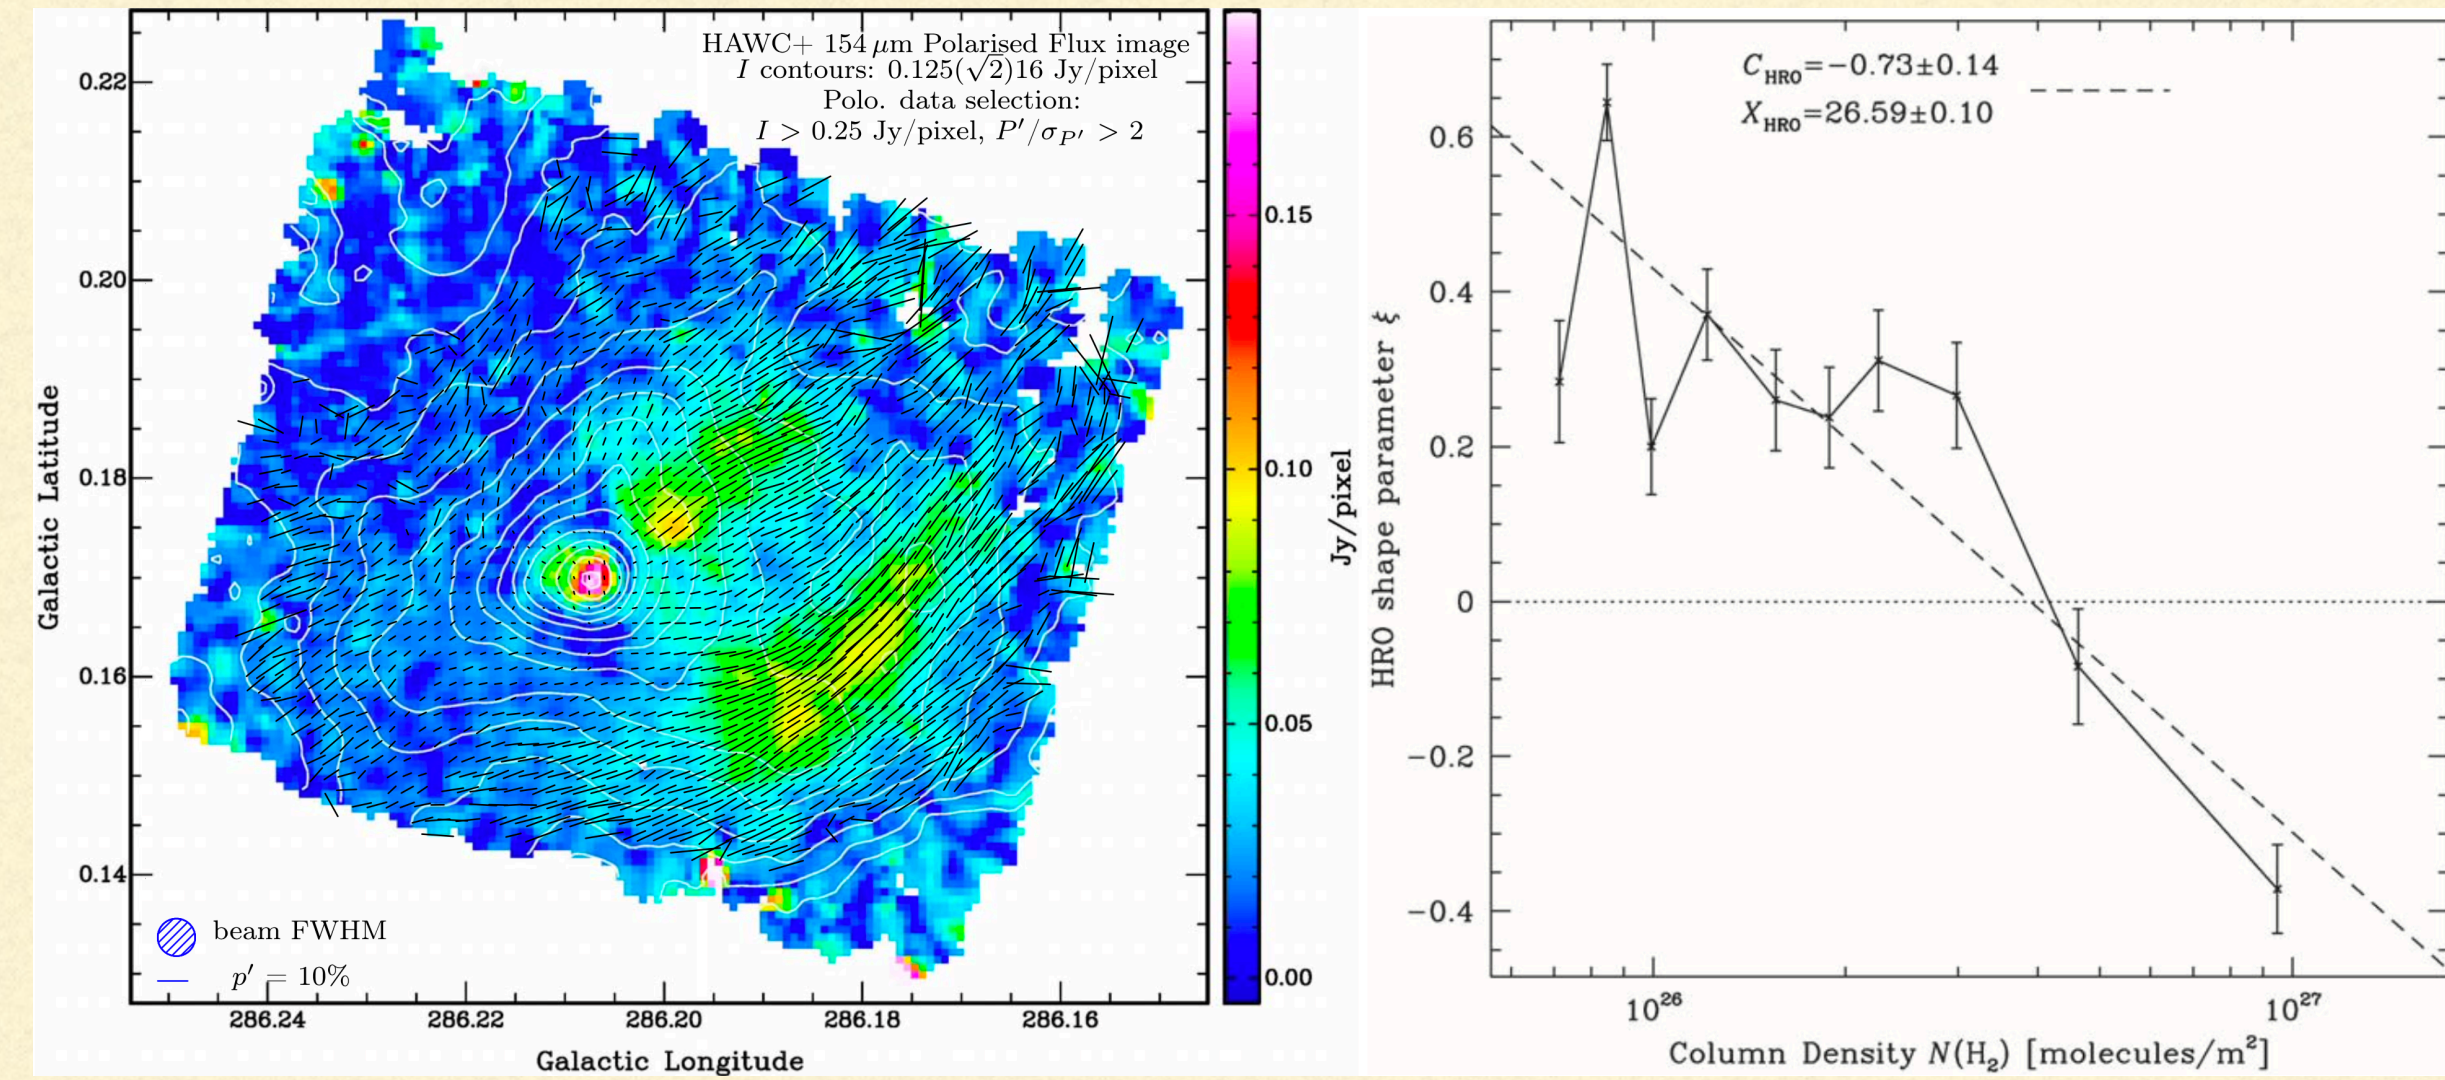 HAWC+ 154 μm Polarised Flux image
I contours: 0.125(√2)16 Jy/pixel
Polo. data selection:
I > 0.25 Jy/pixel, P′/σP′ > 2
0.22
0.20
0.18
0.16
0.14
Galactic Latitude
beam FWHM
p′ = 10%
286.24 286.22 286.20 286.18 286.16
Galactic Longitude
0.15
0.10
0.05
0.00
Jy/pixel
C_HRO=−0.73±0.14
X_HRO=26.59±0.10
0.6
0.4
0.2
0
−0.2
−0.4
HRO shape parameter ξ
10²⁶ 10²⁷
Column Density N(H₂) [molecules/m²]